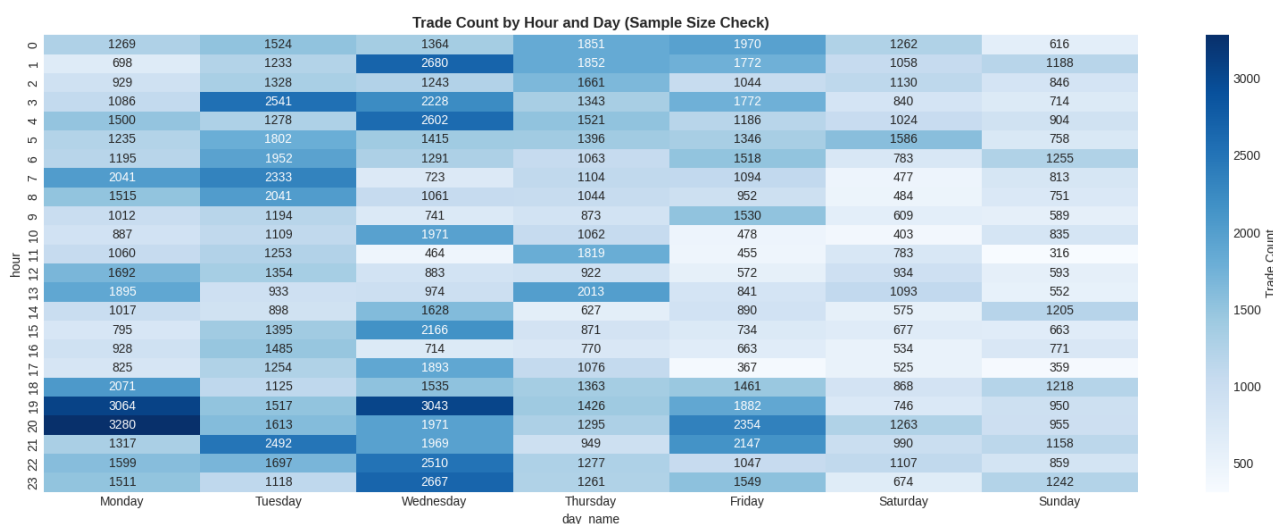 Trade Count by Hour and Day (Sample Size Check)
0 1269 1524 1364 1851 1970 1262 616
1 698 1233 2680 1852 1772 1058 1188
2 929 1328 1243 1661 1044 1130 846
3 1086 2541 2228 1343 1772 840 714
4 1500 1278 2602 1521 1186 1024 904
5 1235 1802 1415 1396 1346 1586 758
6 1195 1952 1291 1063 1518 783 1255
7 2041 2333 723 1104 1094 477 813
8 1515 2041 1061 1044 952 484 751
9 1012 1194 741 873 1530 609 589
10 887 1109 1971 1062 478 403 835
11 1060 1253 464 1819 455 783 316
12 1692 1354 883 922 572 934 593
13 1895 933 974 2013 841 1093 552
14 1017 898 1628 627 890 575 1205
15 795 1395 2166 871 734 677 663
16 928 1485 714 770 663 534 771
17 825 1254 1893 1076 367 525 359
18 2071 1125 1535 1363 1461 868 1218
19 3064 1517 3043 1426 1882 746 950
20 3280 1613 1971 1295 2354 1263 955
21 1317 2492 1969 949 2147 990 1158
22 1599 1697 2510 1277 1047 1107 859
23 1511 1118 2667 1261 1549 674 1242
hour
Monday Tuesday Wednesday Thursday Friday Saturday Sunday
day_name
3000
2500
2000
1500
1000
500
Trade Count